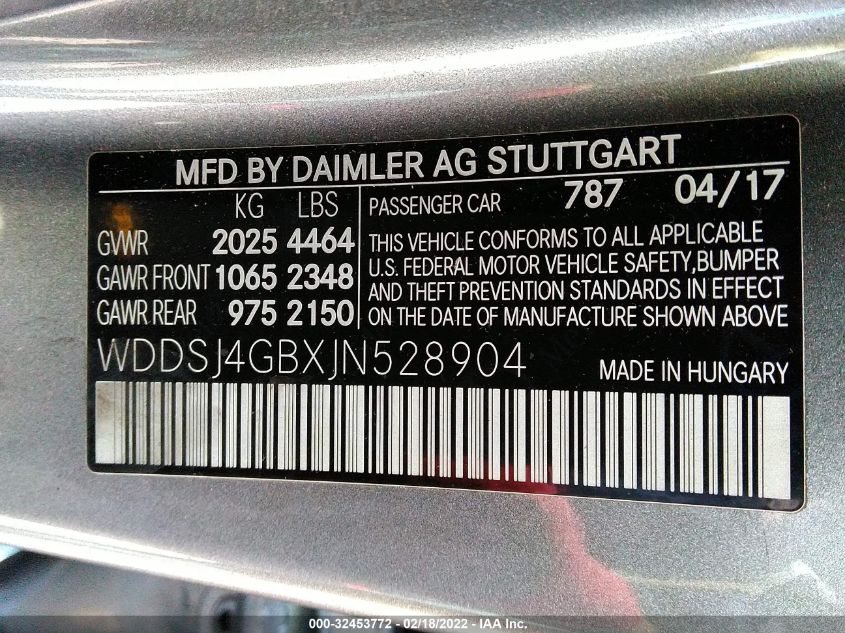 MFD BY DAIMLER AG STUTTGART
KG LBS
GVWR 2025 4464
GAWR FRONT 1065 2348
GAWR REAR 975 2150
PASSENGER CAR 787 04/17
THIS VEHICLE CONFORMS TO ALL APPLICABLE
U.S. FEDERAL MOTOR VEHICLE SAFETY,BUMPER
AND THEFT PREVENTION STANDARDS IN EFFECT
ON THE DATE OF MANUFACTURE SHOWN ABOVE
WDDSJ4GBXJN528904
MADE IN HUNGARY
000-32453772 - 02/18/2022 - IAA Inc.